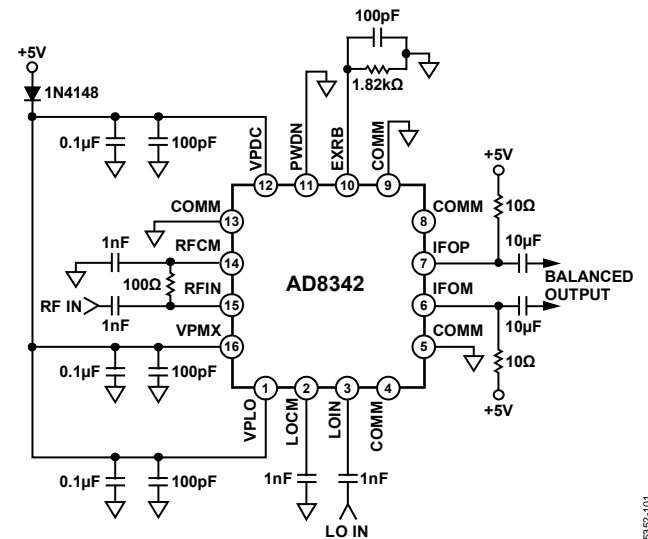 100pF
+5V
1N4148
1.82kΩ
0.1µF
100pF
VPDC
PWDN
EXRB
COMM
+5V
12
11
10
9
COMM
13
COMM
8
10Ω
1nF
RFCM
14
IFOP
7
10µF
100Ω
AD8342
BALANCED
OUTPUT
RF IN
RFIN
15
IFOM
6
1nF
10µF
VPMX
16
COMM
5
0.1µF
100pF
10Ω
1
2
3
4
+5V
VPLO
LOCM
LOIN
COMM
0.1µF
100pF
1nF
1nF
LO IN